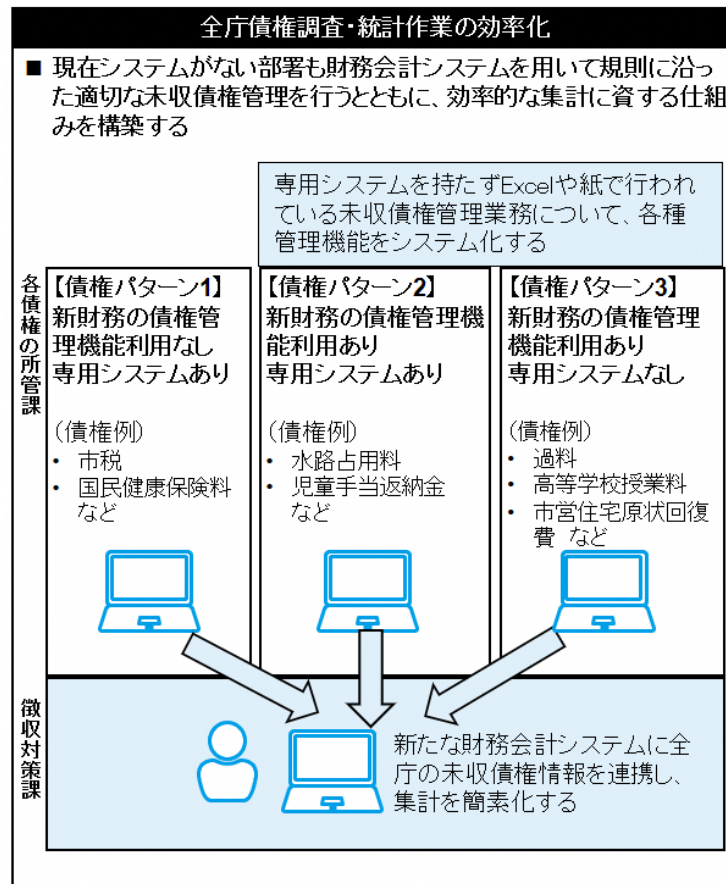 全庁債権調査・統計作業の効率化
■ 現在システムがない部署も財務会計システムを用いて規則に沿っ
た適切な未収債権管理を行うとともに、効率的な集計に資する仕組
みを構築する
専用システムを持たずExcelや紙で行われ
ている未収債権管理業務について、各種
管理機能をシステム化する
各債権の所管課
【債権パターン1】
新財務の債権管
理機能利用なし
専用システムあり
（債権例）
・ 市税
・ 国民健康保険料
など
【債権パターン2】
新財務の債権管理機
能利用あり
専用システムあり
（債権例）
・ 水路占用料
・ 児童手当返納金
など
【債権パターン3】
新財務の債権管理
機能利用あり
専用システムなし
（債権例）
・ 過料
・ 高等学校授業料
・ 市営住宅原状回復
費 など
徴収対策課
新たな財務会計システムに全
庁の未収債権情報を連携し、
集計を簡素化する